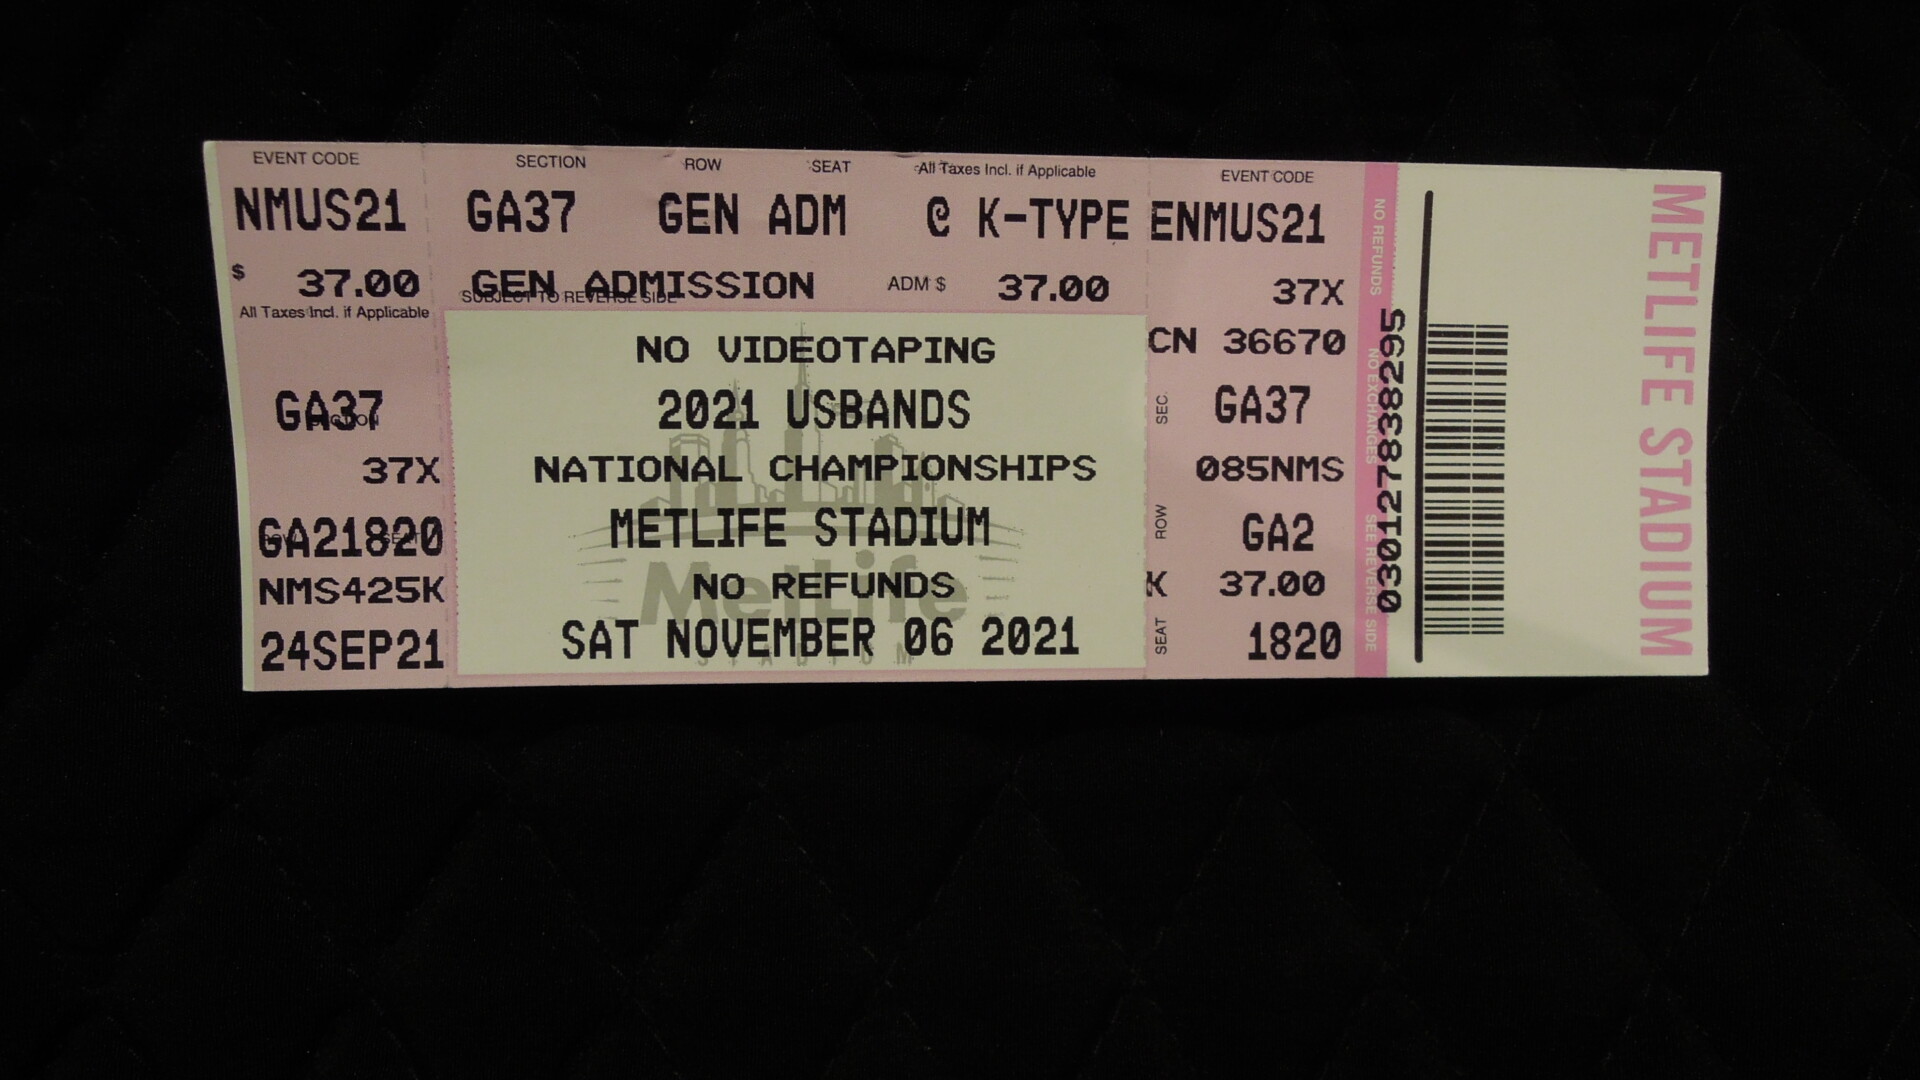 EVENT CODE
NMUS21
$ 37.00
All Taxes Incl. if Applicable
SECTION
GA37
37X
ROW SEAT
GA21820
NMS425K
24SEP21
SECTION ROW SEAT All Taxes Incl. if Applicable
GA37 GEN ADM @ K-TYPE
GEN ADMISSION ADM $ 37.00
SUBJECT TO REVERSE SIDE
NO VIDEOTAPING
2021 USBANDS
NATIONAL CHAMPIONSHIPS
METLIFE STADIUM
NO REFUNDS
SAT NOVEMBER 06 2021
MetLife
STADIUM
EVENT CODE
ENMUS21
37X
CN 36670
SEC. GA37
085NMS
ROW GA2
K 37.00
SEAT 1820
NO REFUNDS NO EXCHANGES SEE REVERSE SIDE
030127838295
METLIFE STADIUM